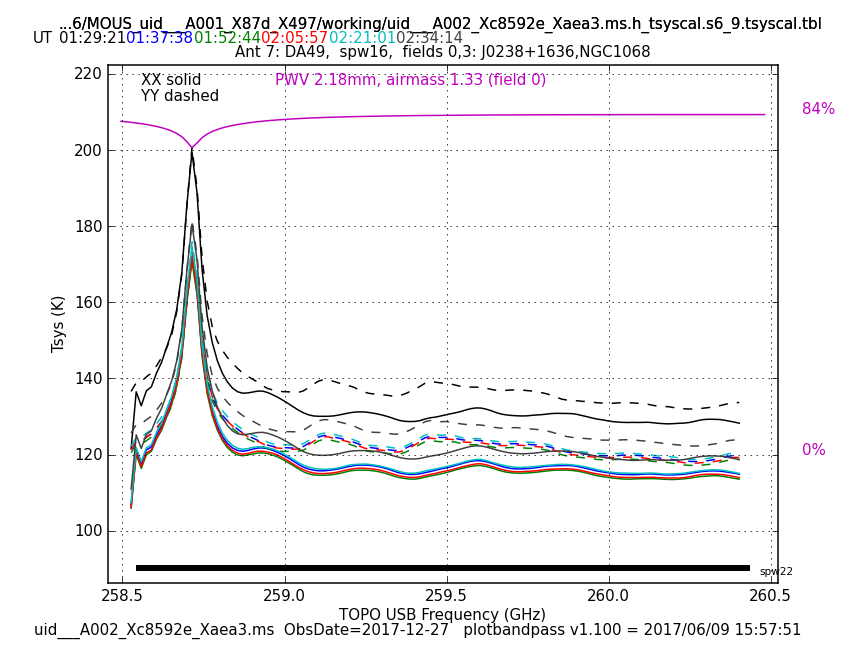 ...6/MOUS_uid___A001_X87d_X497/working/uid___A002_Xc8592e_Xaea3.ms.h_tsyscal.s6_9.tsyscal.tbl
UT 01:29:21 01:37:38 01:52:44 02:05:57 02:21:01 02:34:14
Ant 7: DA49,  spw16,  fields 0,3: J0238+1636,NGC1068
XX solid
YY dashed
PWV 2.18mm, airmass 1.33 (field 0)
84%
0%
220
200
180
160
140
120
100
Tsys (K)
spw22
258.5 259.0 259.5 260.0 260.5
TOPO USB Frequency (GHz)
uid___A002_Xc8592e_Xaea3.ms  ObsDate=2017-12-27   plotbandpass v1.100 = 2017/06/09 15:57:51